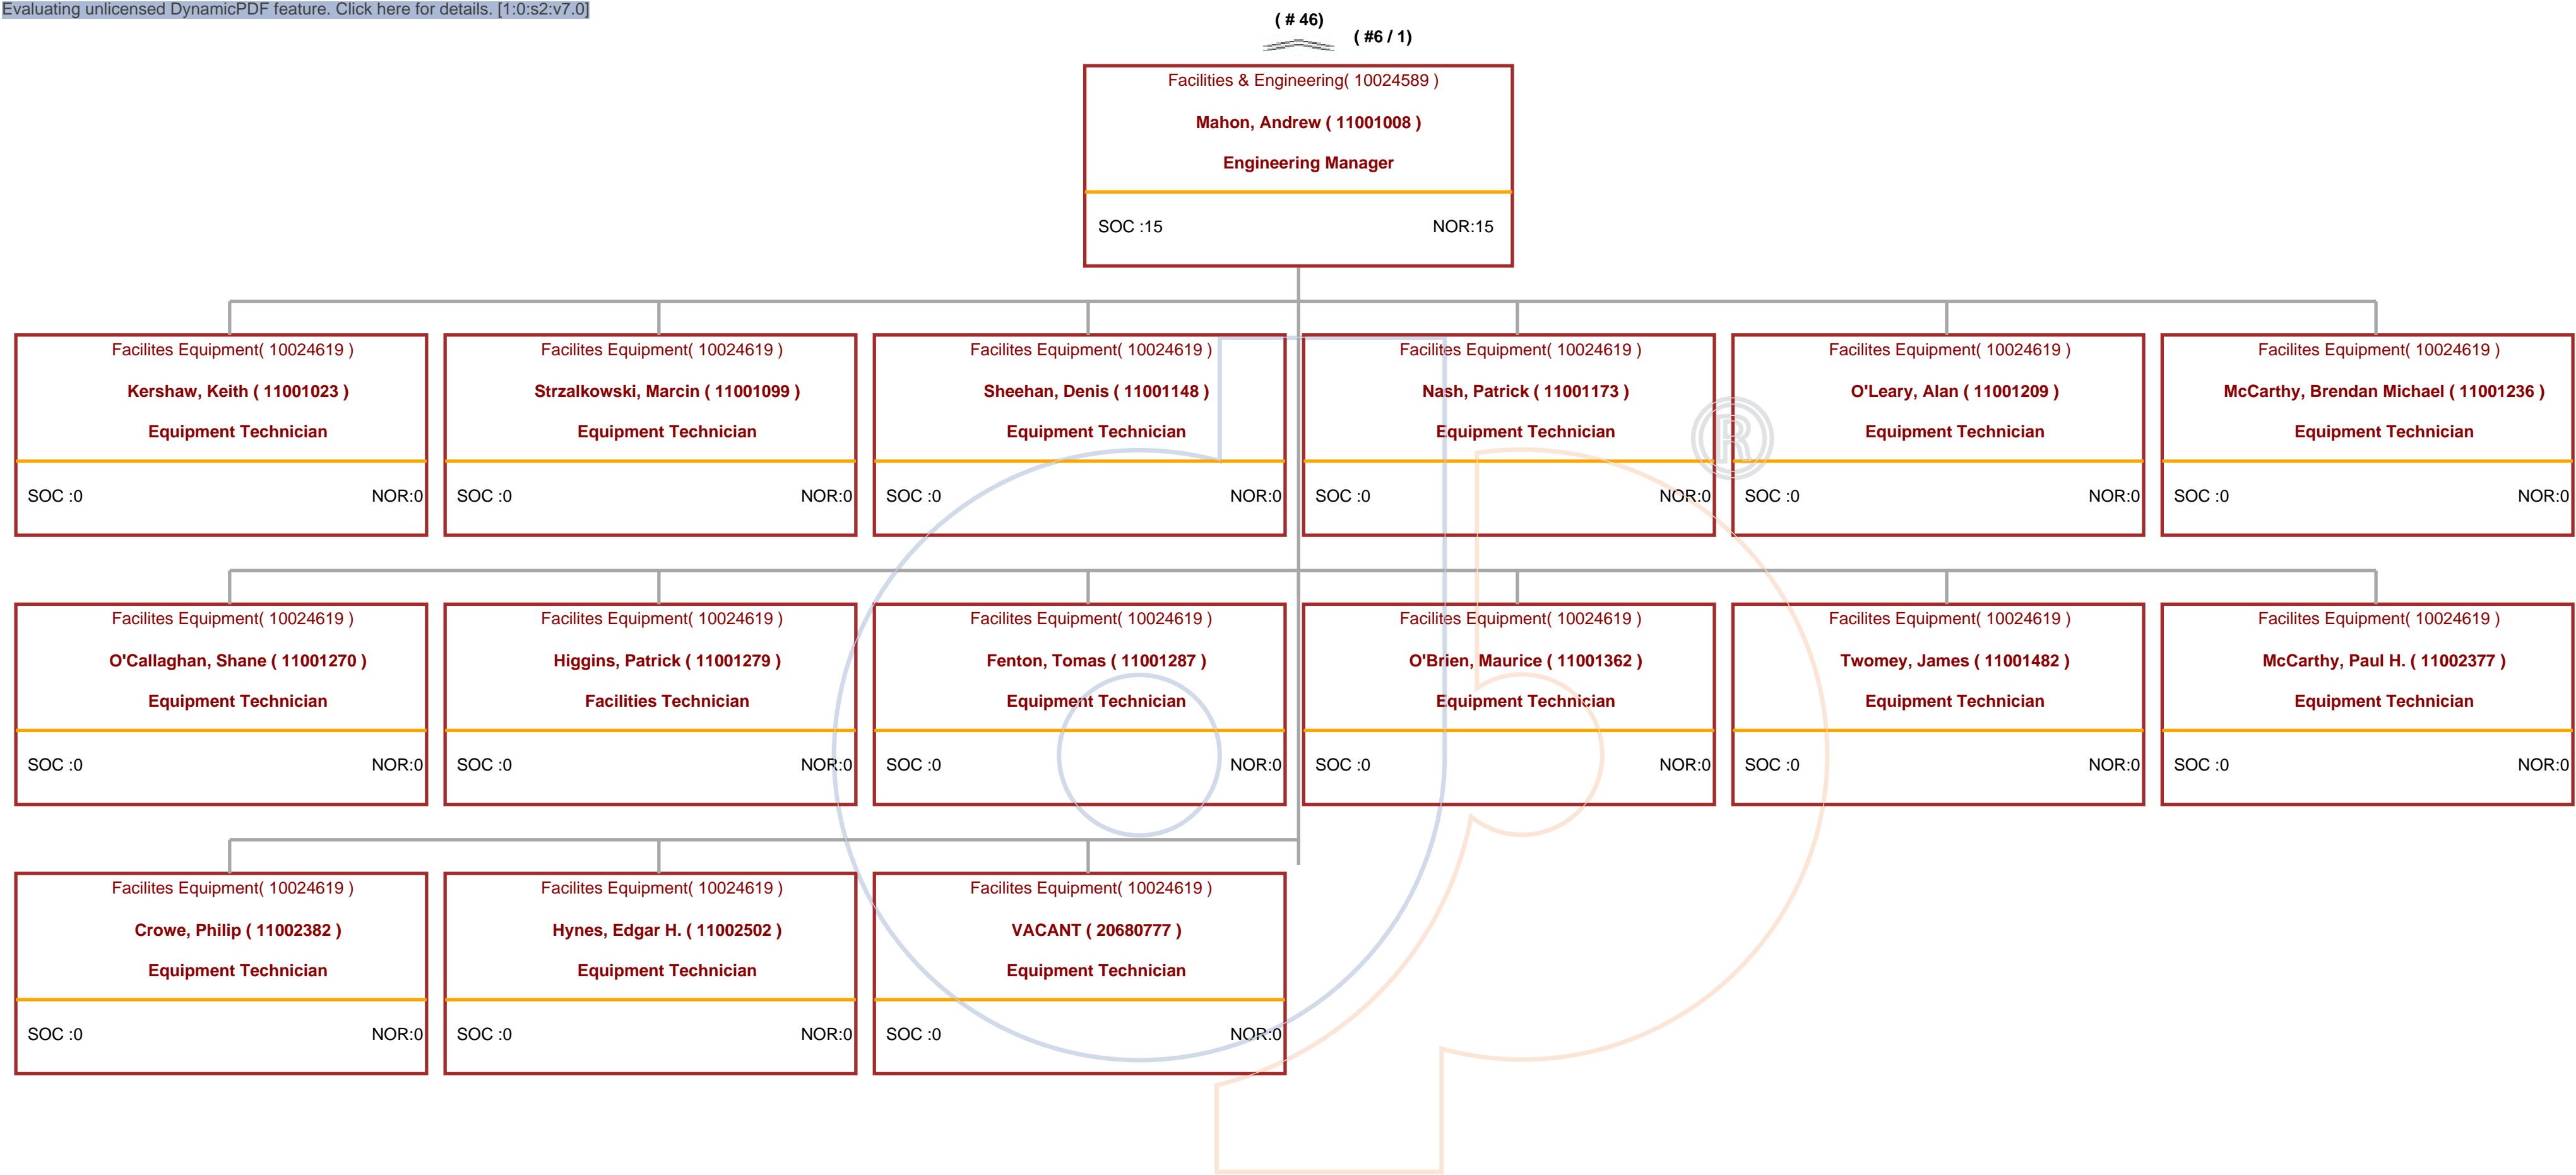 Evaluating unlicensed DynamicPDF feature. Click here for details. [1:0:s2:v7.0]
( # 46)
( #6 / 1)
Facilities & Engineering( 10024589 )
Mahon, Andrew ( 11001008 )
Engineering Manager
SOC :15 NOR:15
Facilites Equipment( 10024619 )
Kershaw, Keith ( 11001023 )
Equipment Technician
SOC :0 NOR:0
Facilites Equipment( 10024619 )
Strzalkowski, Marcin ( 11001099 )
Equipment Technician
SOC :0 NOR:0
Facilites Equipment( 10024619 )
Sheehan, Denis ( 11001148 )
Equipment Technician
SOC :0 NOR:0
Facilites Equipment( 10024619 )
Nash, Patrick ( 11001173 )
Equipment Technician
SOC :0 NOR:0
Facilites Equipment( 10024619 )
O'Leary, Alan ( 11001209 )
Equipment Technician
SOC :0 NOR:0
Facilites Equipment( 10024619 )
McCarthy, Brendan Michael ( 11001236 )
Equipment Technician
SOC :0 NOR:0
Facilites Equipment( 10024619 )
O'Callaghan, Shane ( 11001270 )
Equipment Technician
SOC :0 NOR:0
Facilites Equipment( 10024619 )
Higgins, Patrick ( 11001279 )
Facilities Technician
SOC :0 NOR:0
Facilites Equipment( 10024619 )
Fenton, Tomas ( 11001287 )
Equipment Technician
SOC :0 NOR:0
Facilites Equipment( 10024619 )
O'Brien, Maurice ( 11001362 )
Equipment Technician
SOC :0 NOR:0
Facilites Equipment( 10024619 )
Twomey, James ( 11001482 )
Equipment Technician
SOC :0 NOR:0
Facilites Equipment( 10024619 )
McCarthy, Paul H. ( 11002377 )
Equipment Technician
SOC :0 NOR:0
Facilites Equipment( 10024619 )
Crowe, Philip ( 11002382 )
Equipment Technician
SOC :0 NOR:0
Facilites Equipment( 10024619 )
Hynes, Edgar H. ( 11002502 )
Equipment Technician
SOC :0 NOR:0
Facilites Equipment( 10024619 )
VACANT ( 20680777 )
Equipment Technician
SOC :0 NOR:0
®